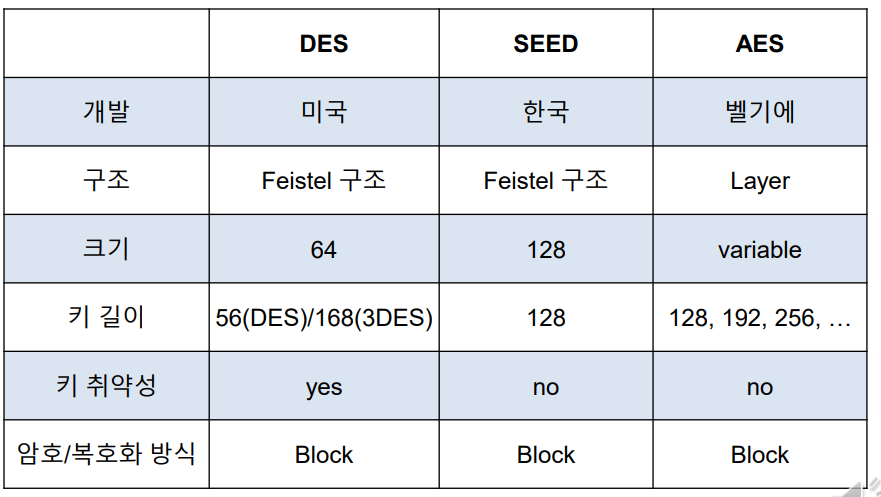 DES SEED AES
개발 미국 한국 벨기에
구조 Feistel 구조 Feistel 구조 Layer
크기 64 128 variable
키 길이 56(DES)/168(3DES) 128 128, 192, 256, …
키 취약성 yes no no
암호/복호화 방식 Block Block Block